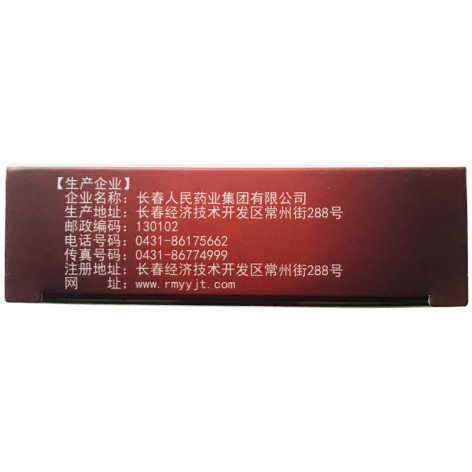 【生产企业】
企业名称：长春人民药业集团有限公司
生产地址：长春经济技术开发区常州街288号
邮政编码：130102
电话号码：0431-86175662
传真号码：0431-86774999
注册地址：长春经济技术开发区常州街288号
网　　址：www.rmyyjt.com